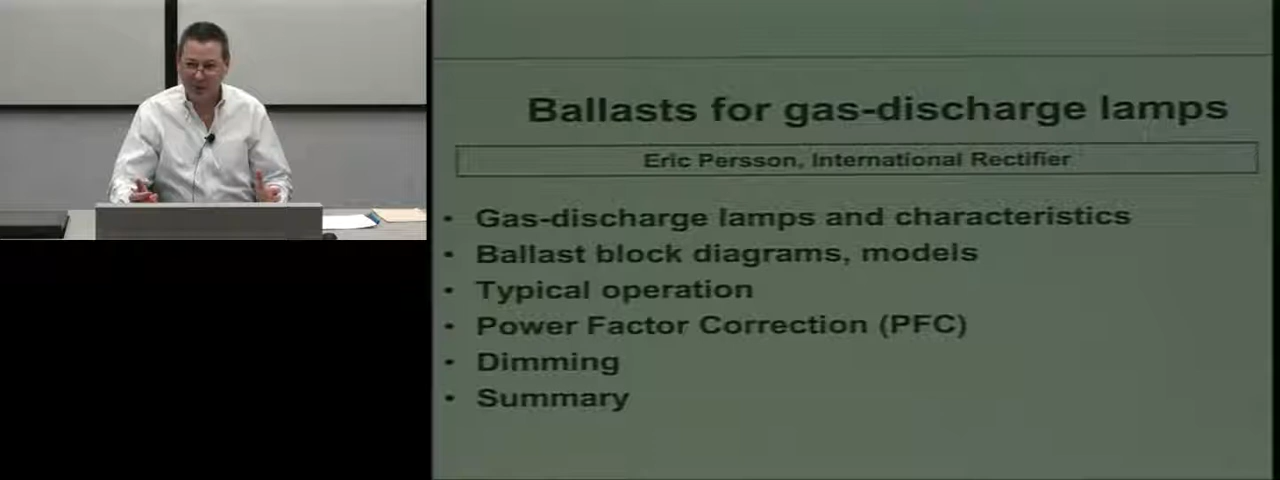 Ballasts for gas-discharge lamps
Eric Persson, International Rectifier
• Gas-discharge lamps and characteristics
• Ballast block diagrams, models
• Typical operation
• Power Factor Correction (PFC)
• Dimming
• Summary